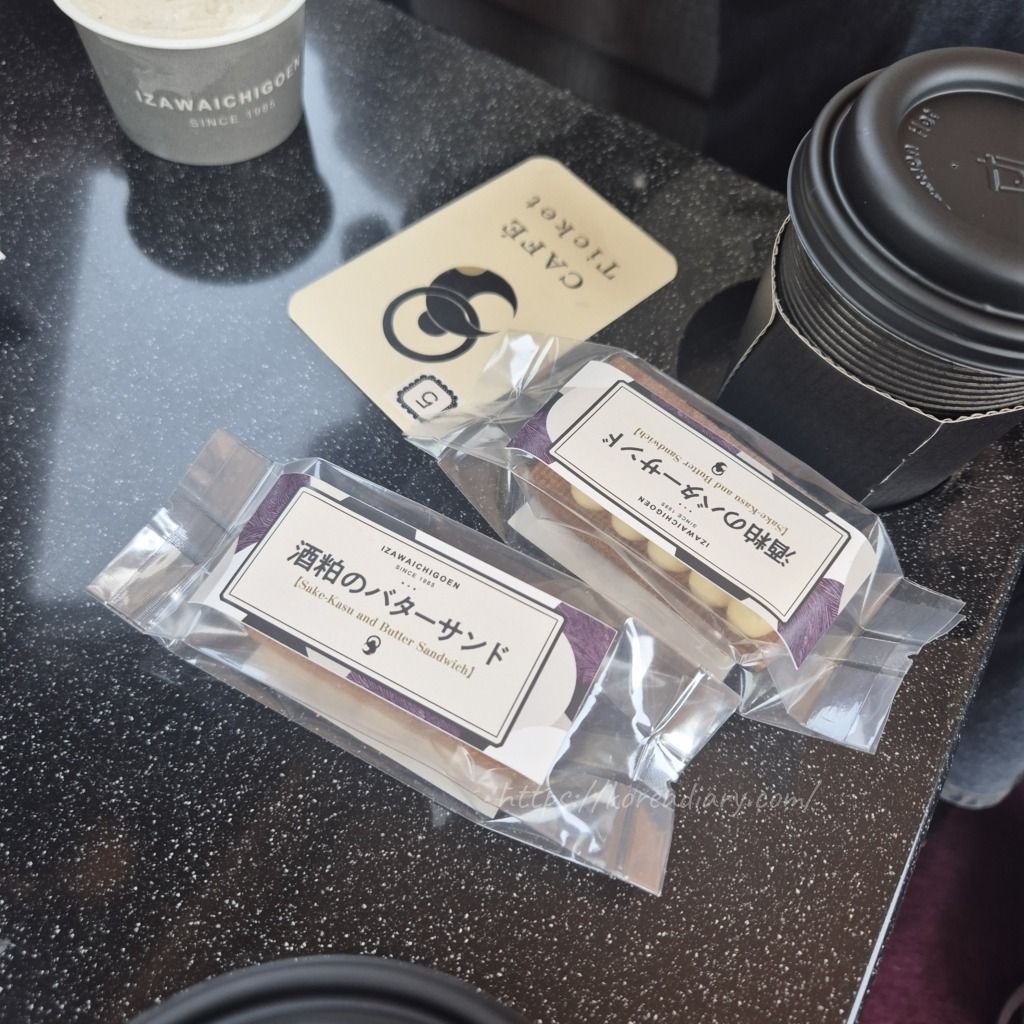 IZAWAICHIGOEN
SINCE 1985
CAFÉ
Ticket
5
IZAWAICHIGOEN
SINCE 1985
酒粕のバターサンド
[Sake-Kasu and Butter Sandwich]
IZAWAICHIGOEN
SINCE 1985
酒粕のバターサンド
[Sake-Kasu and Butter Sandwich]
https://korendiary.com/